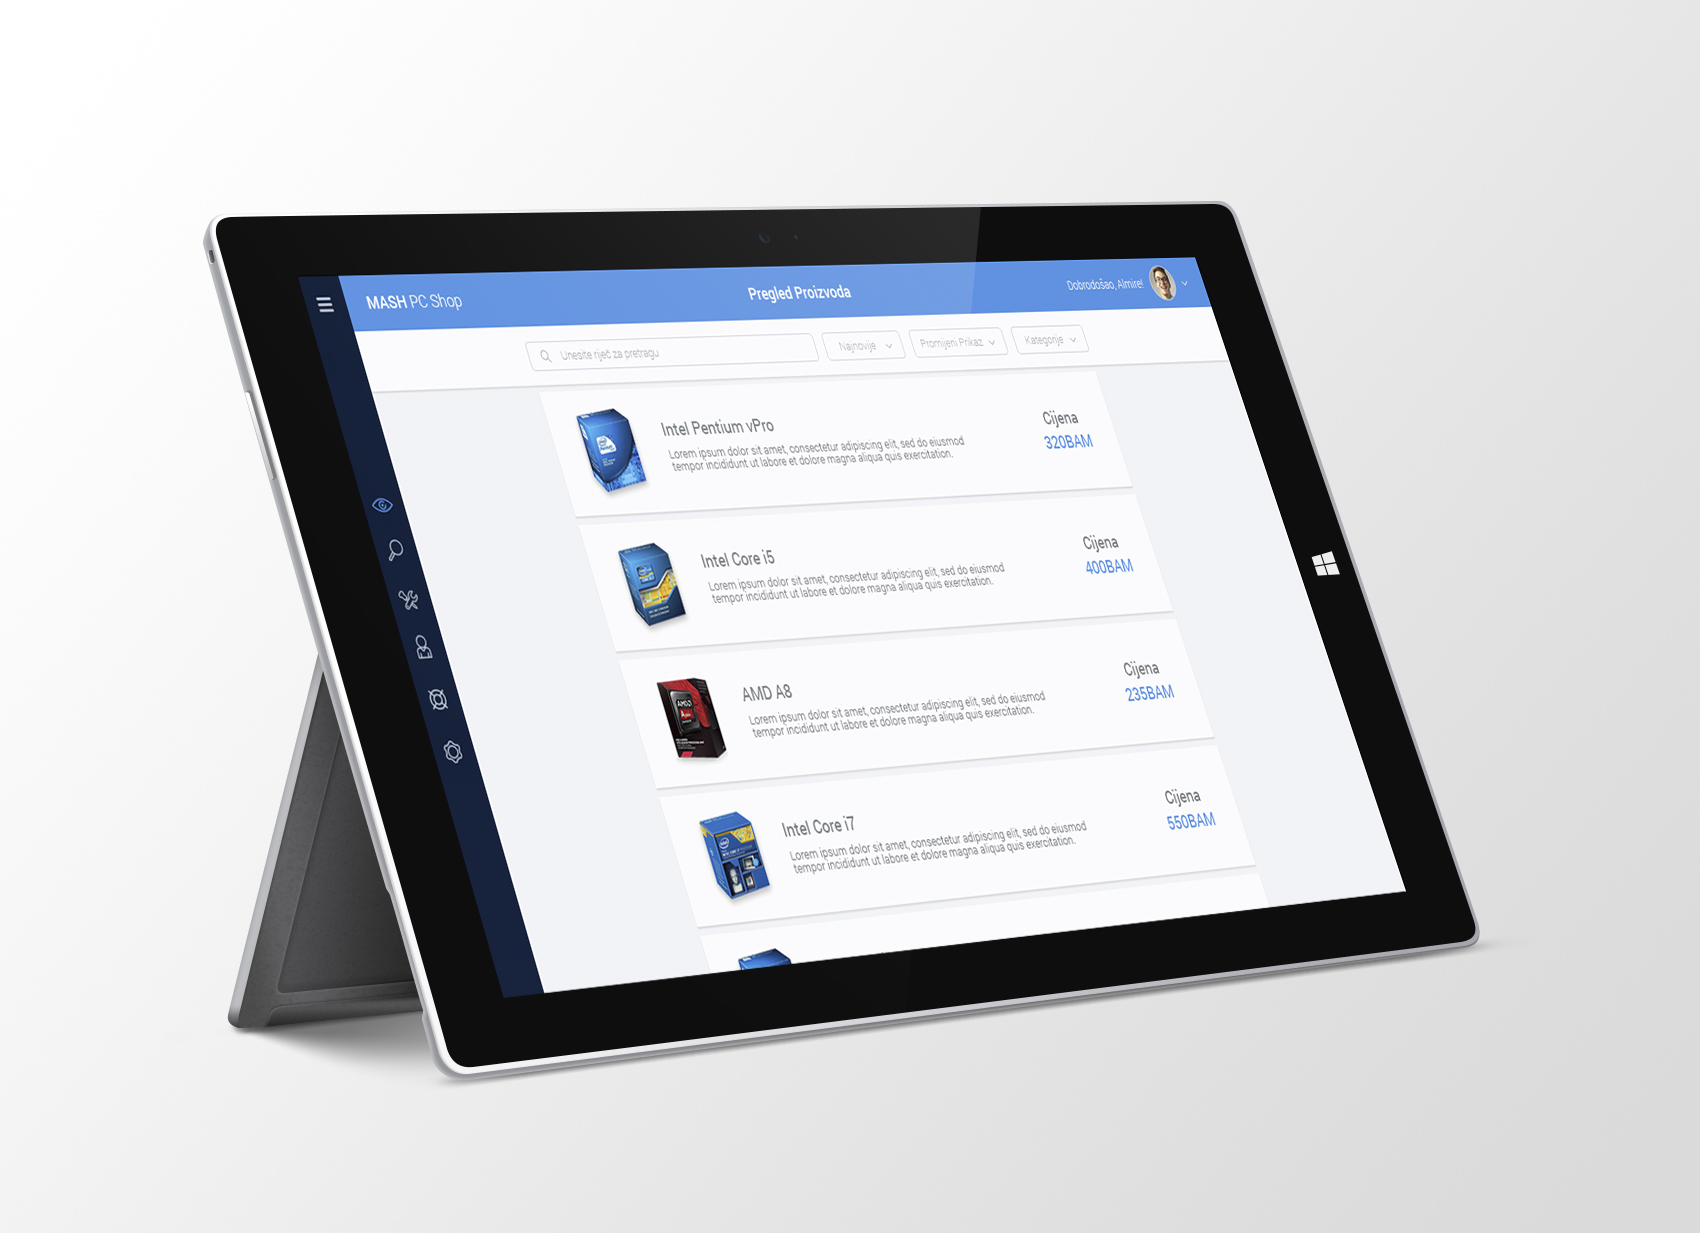 MASH PC Shop
Pregled Proizvoda
Dobrodošao, Almire!
Unesite riječ za pretragu
Najnovije
Promijeni Prikaz
Kategorije
Intel Pentium vPro
Lorem ipsum dolor sit amet, consectetur adipiscing elit, sed do eiusmod
tempor incididunt ut labore et dolore magna aliqua quis exercitation.
Cijena
320BAM
Intel Core i5
Lorem ipsum dolor sit amet, consectetur adipiscing elit, sed do eiusmod
tempor incididunt ut labore et dolore magna aliqua quis exercitation.
Cijena
400BAM
AMD A8
Lorem ipsum dolor sit amet, consectetur adipiscing elit, sed do eiusmod
tempor incididunt ut labore et dolore magna aliqua quis exercitation.
Cijena
235BAM
AMD
Intel Core i7
Lorem ipsum dolor sit amet, consectetur adipiscing elit, sed do eiusmod
tempor incididunt ut labore et dolore magna aliqua quis exercitation.
Cijena
550BAM